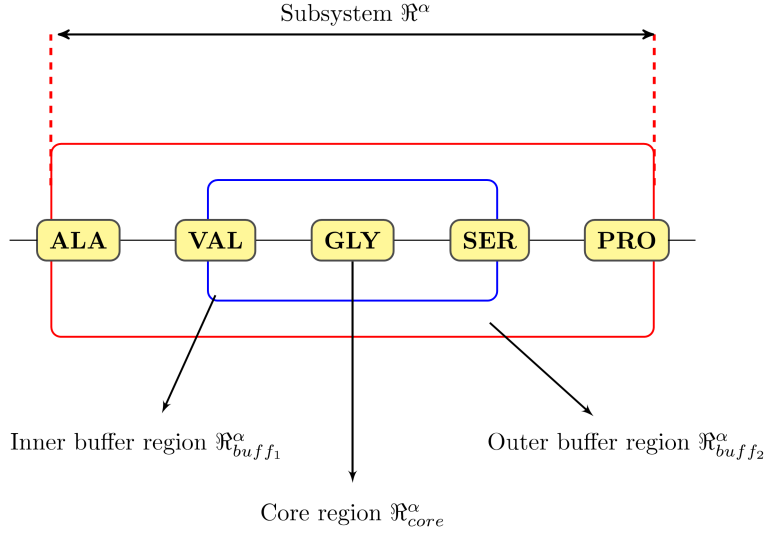 Subsystem ℜ^α
ALA VAL GLY SER PRO
Inner buffer region ℜ^α_{buff_1} Outer buffer region ℜ^α_{buff_2}
Core region ℜ^α_{core}